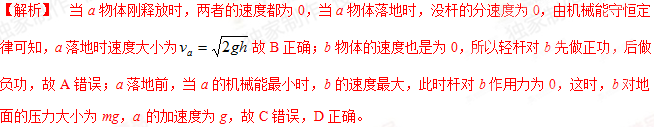 【解析】 当 a 物体刚释放时，两者的速度都为 0，当 a 物体落地时，没杆的分速度为 0，由机械能守恒定
律可知，a 落地时速度大小为 v_a = √2gh 故 B 正确；b 物体的速度也是为 0，所以轻杆对 b 先做正功，后做
负功，故 A 错误；a 落地前，当 a 的机械能最小时，b 的速度最大，此时杆对 b 作用力为 0，这时，b 对地
面的压力大小为 mg，a 的加速度为 g，故 C 错误，D 正确。